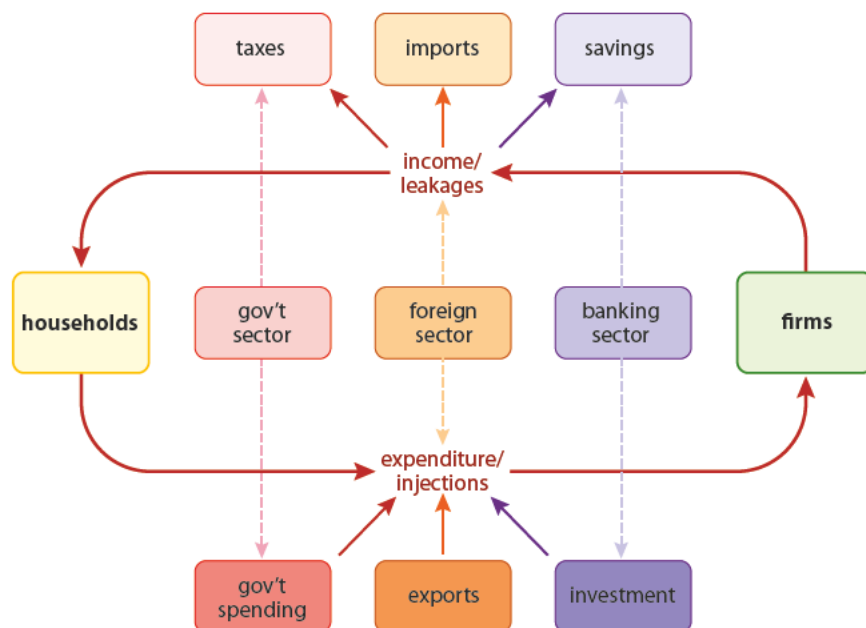 taxes
imports
savings
income/
leakages
households
gov’t
sector
foreign
sector
banking
sector
firms
expenditure/
injections
gov’t
spending
exports
investment